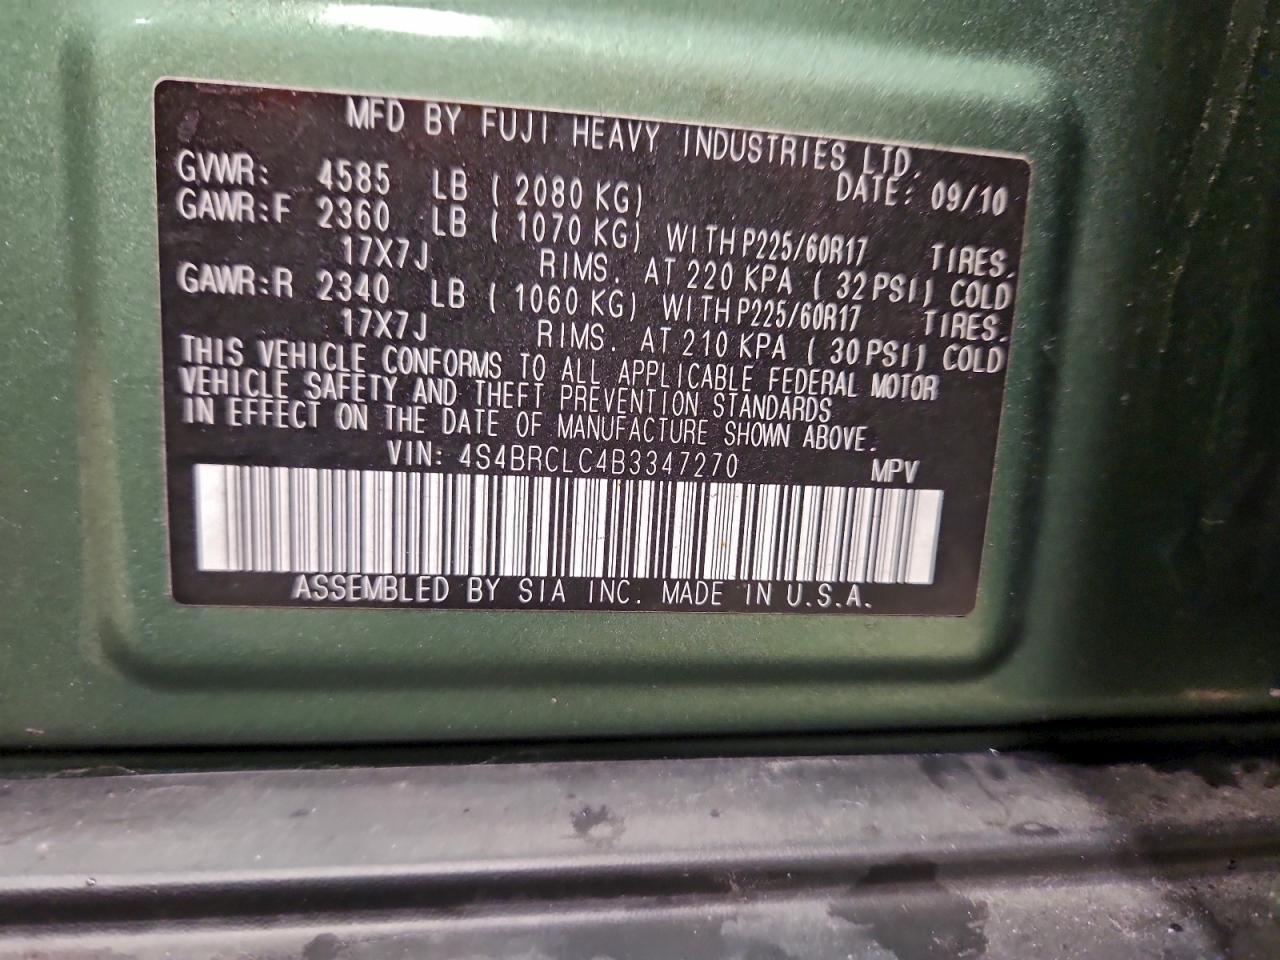 MFD BY FUJI HEAVY INDUSTRIES LTD.
DATE: 09/10
GVWR: 4585 LB (2080 KG)
GAWR:F 2360 LB (1070 KG) WITH P225/60R17 TIRES.
17X7J RIMS. AT 220 KPA (32PSI) COLD
GAWR:R 2340 LB (1060 KG) WITH P225/60R17 TIRES.
17X7J RIMS. AT 210 KPA (30PSI) COLD
THIS VEHICLE CONFORMS TO ALL APPLICABLE FEDERAL MOTOR
VEHICLE SAFETY AND THEFT PREVENTION STANDARDS
IN EFFECT ON THE DATE OF MANUFACTURE SHOWN ABOVE.
VIN: 4S4BRCLC4B3347270 MPV
ASSEMBLED BY SIA INC. MADE IN U.S.A.